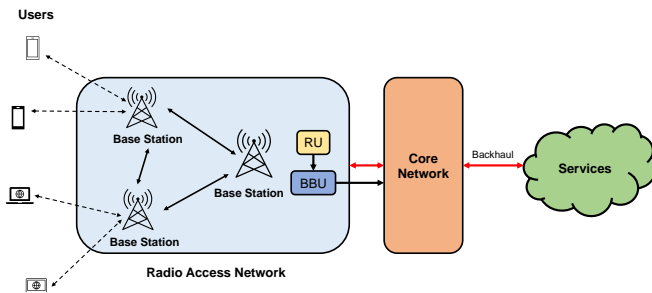 Users
Base Station
RU
Base Station
BBU
Base Station
Radio Access Network
Core
Network
Backhaul
Services